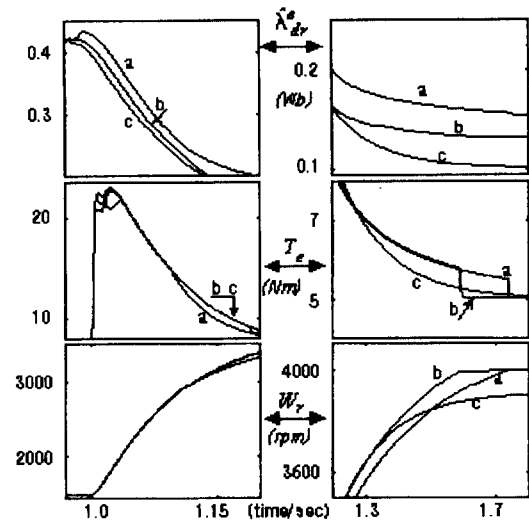 0.4
0.3
a
b
c
λ̂ᵉdr
(Wb)
0.2
0.1
a
b
c
20
10
b c
a
Te
(Nm)
7
5
a
c
b
3000
2000
Wr
(rpm)
4000
3600
b
a
c
1.0
1.15
(time/sec)
1.3
1.7